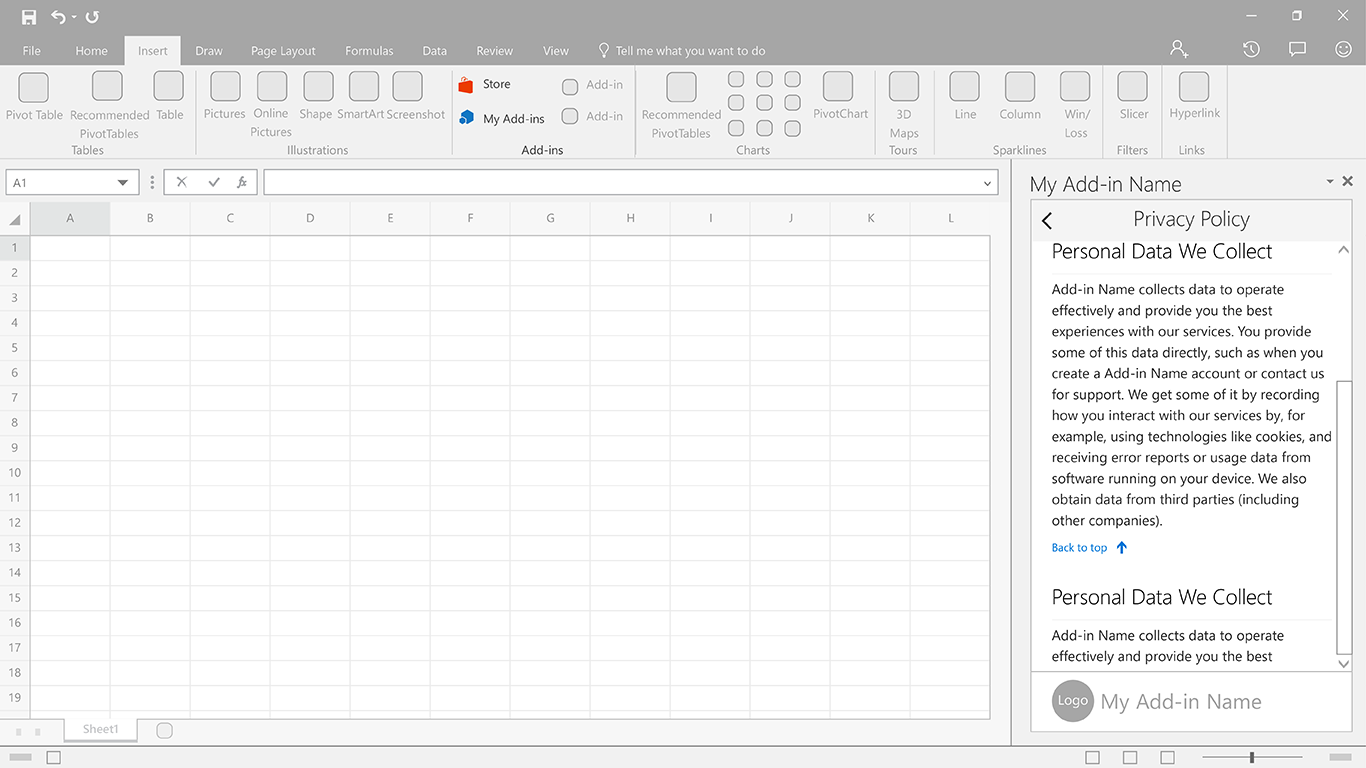 File Home Insert Draw Page Layout Formulas Data Review View Tell me what you want to do
Pivot Table
Recommended
PivotTables
Table
Tables
Pictures
Online
Pictures
Shape
SmartArt
Screenshot
Illustrations
Store
My Add-ins
Add-in
Add-in
Add-ins
Recommended
PivotTables
Charts
PivotChart
3D
Maps
Tours
Line
Column
Win/
Loss
Sparklines
Slicer
Filters
Hyperlink
Links
A1
fx
A B C D E F G H I J K L
1
2
3
4
5
6
7
8
9
10
11
12
13
14
15
16
17
18
19
Sheet1
My Add-in Name
Privacy Policy
Personal Data We Collect
Add-in Name collects data to operate
effectively and provide you the best
experiences with our services. You provide
some of this data directly, such as when you
create a Add-in Name account or contact us
for support. We get some of it by recording
how you interact with our services by, for
example, using technologies like cookies, and
receiving error reports or usage data from
software running on your device. We also
obtain data from third parties (including
other companies).
Back to top
Personal Data We Collect
Add-in Name collects data to operate
effectively and provide you the best
Logo My Add-in Name